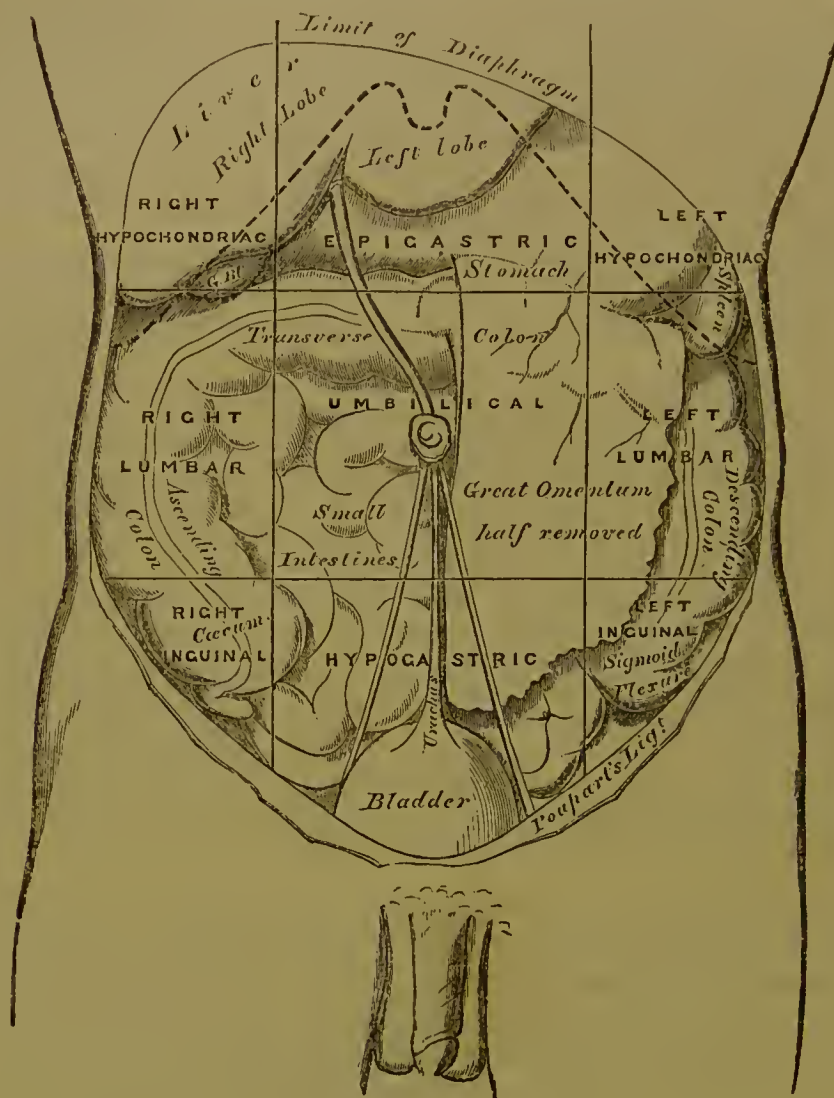 Limit of Diaphragm
Liver
Right Lobe
Left lobe
RIGHT
HYPOCHONDRIAC
EPIGASTRIC
LEFT
HYPOCHONDRIAC
G. Bl.
Stomach
Spleen
Transverse
Colon
RIGHT
LUMBAR
UMBILICAL
LEFT
LUMBAR
Ascending
Colon
Small
Intestines
Great Omentum
half removed
Descending
Colon
RIGHT
Cæcum.
INGUINAL
HYPOGASTRIC
LEFT
INGUINAL
Sigmoid
Flexure
Urachus
Bladder
Poupart's Ligt